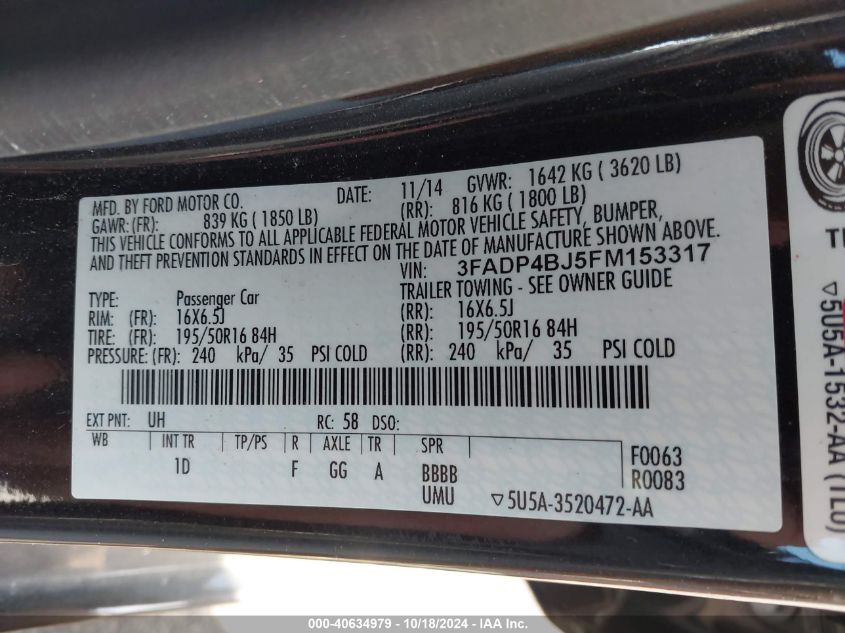 MFD. BY FORD MOTOR CO. DATE: 11/14 GVWR: 1642 KG ( 3620 LB)
GAWR: (FR): 839 KG ( 1850 LB) (RR): 816 KG ( 1800 LB)
THIS VEHICLE CONFORMS TO ALL APPLICABLE FEDERAL MOTOR VEHICLE SAFETY, BUMPER,
AND THEFT PREVENTION STANDARDS IN EFFECT ON THE DATE OF MANUFACTURE SHOWN ABOVE.
VIN: 3FADP4BJ5FM153317
TYPE: Passenger Car TRAILER TOWING - SEE OWNER GUIDE
RIM: (FR): 16X6.5J (RR): 16X6.5J
TIRE: (FR): 195/50R16 84H (RR): 195/50R16 84H
PRESSURE: (FR): 240 kPa/ 35 PSI COLD (RR): 240 kPa/ 35 PSI COLD
EXT PNT: UH RC: 58 DSO:
WB INT TR TP/PS R AXLE TR SPR F0063
1D F GG A BBBB R0083
UMU ▽5U5A-3520472-AA
▽5U5A-1532-AA (TLU)
000-40634979 - 10/18/2024 - IAA Inc.